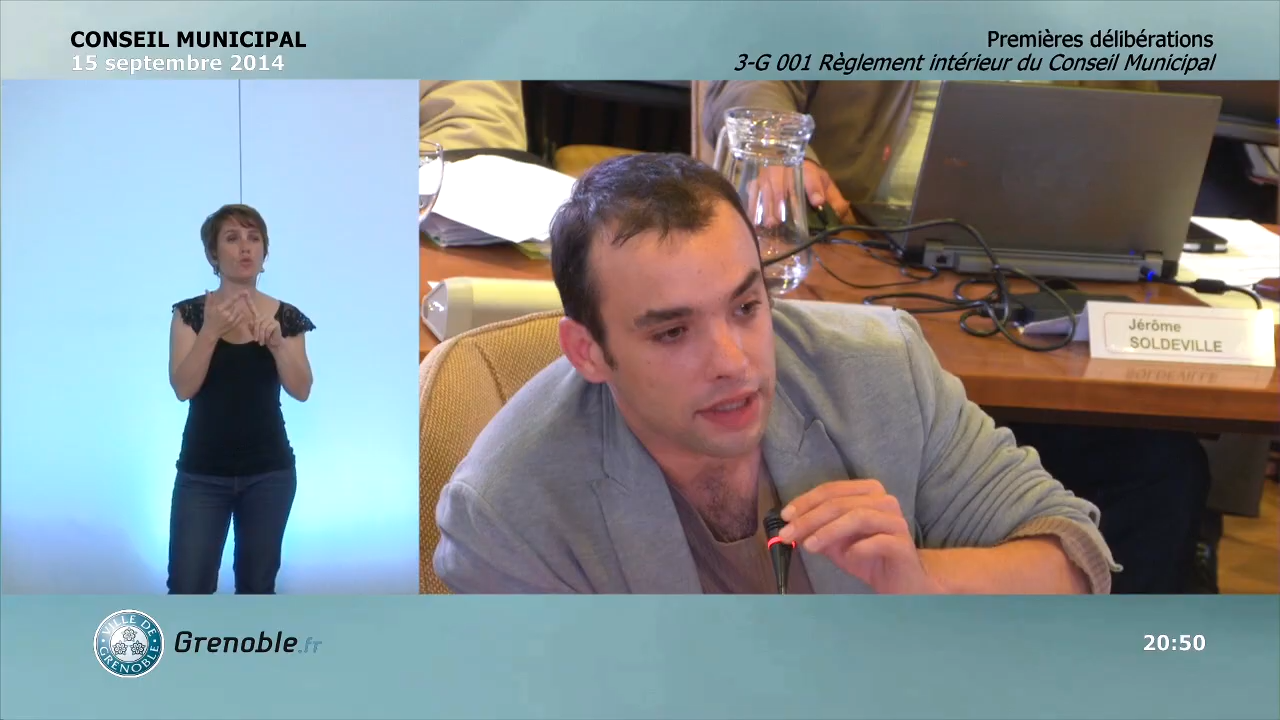 CONSEIL MUNICIPAL
15 septembre 2014
Premières délibérations
3-G 001 Règlement intérieur du Conseil Municipal
Jérôme
SOLDEVILLE
VILLE DE
GRENOBLE
Grenoble.fr
20:50